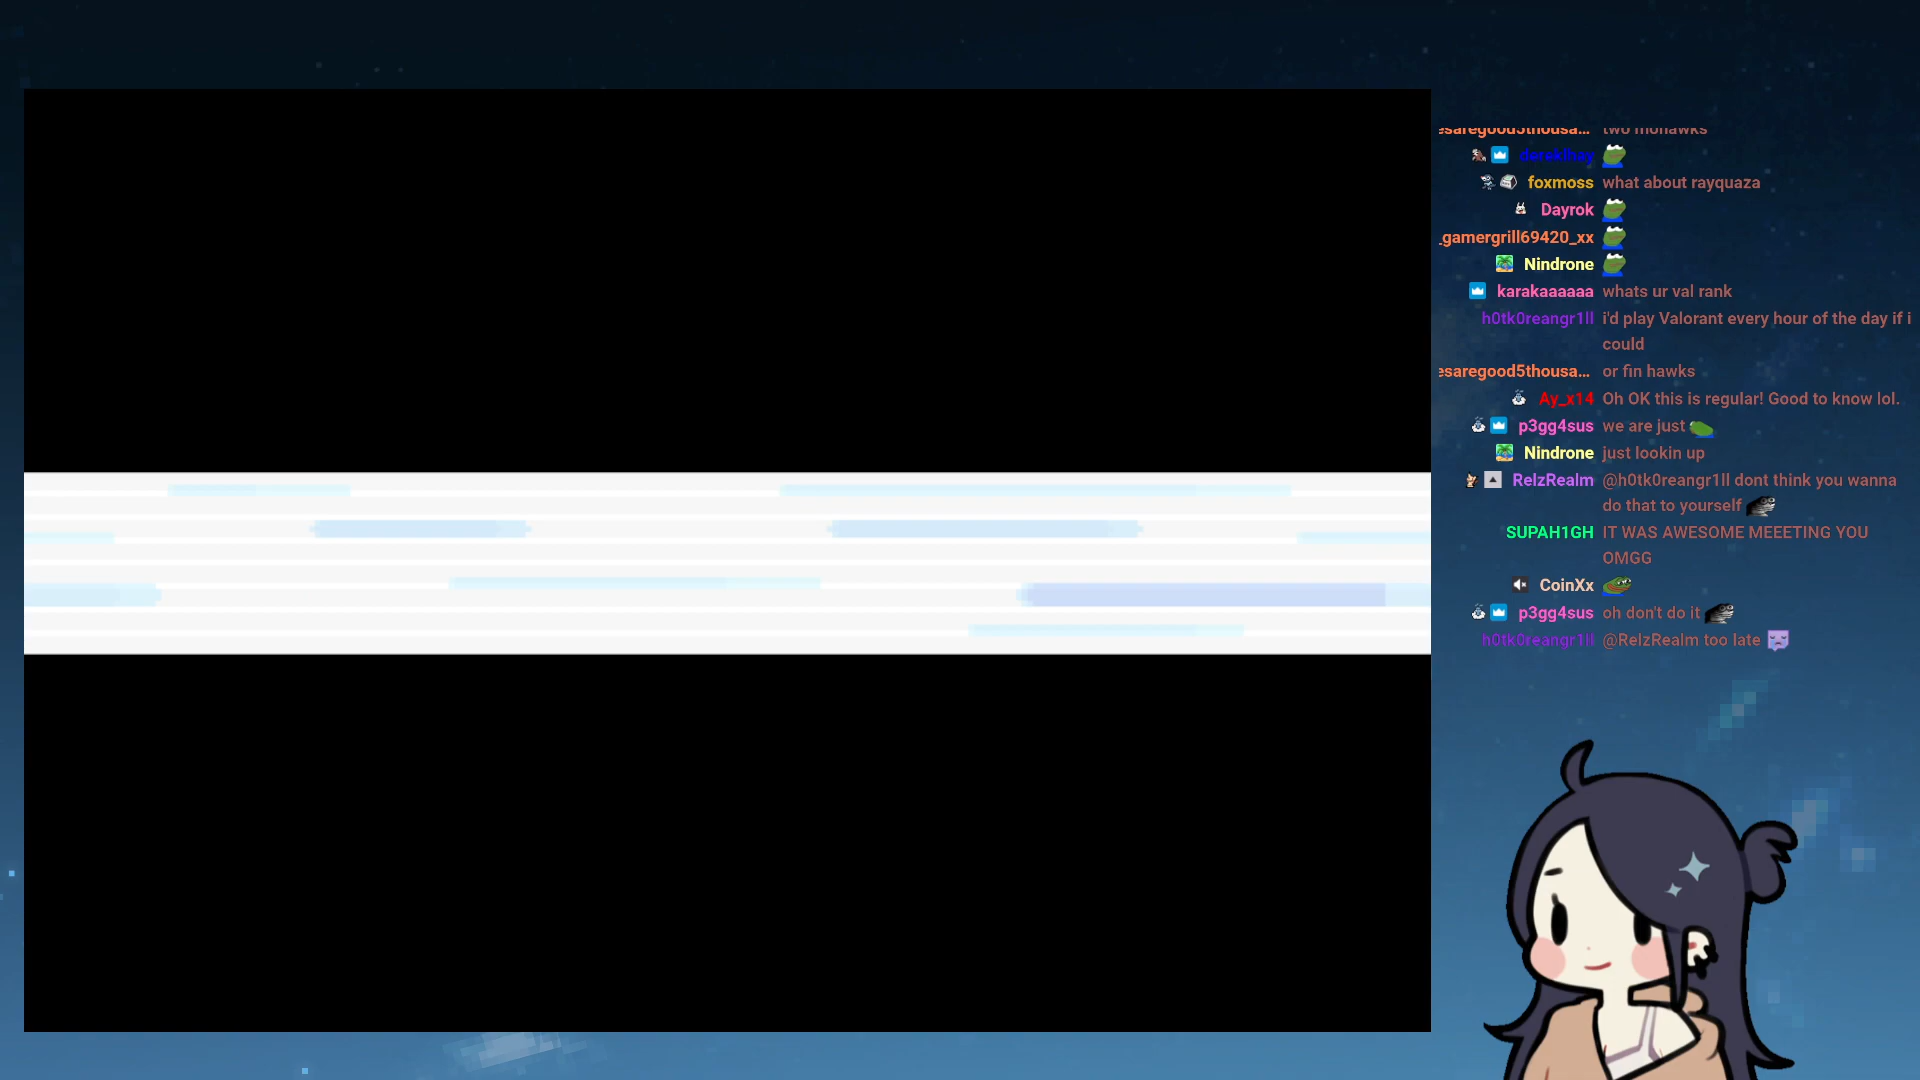 esaregood5thousa... two mohawks
dereklhay
foxmoss what about rayquaza
Dayrok
_gamergrill69420_xx
Nindrone
karakaaaaaa whats ur val rank
h0tk0reangr1ll i'd play Valorant every hour of the day if i
could
esaregood5thousa... or fin hawks
Ay_x14 Oh OK this is regular! Good to know lol.
p3gg4sus we are just
Nindrone just lookin up
RelzRealm @h0tk0reangr1ll dont think you wanna
do that to yourself
SUPAH1GH IT WAS AWESOME MEEETING YOU
OMGG
CoinXx
p3gg4sus oh don't do it
h0tk0reangr1ll @RelzRealm too late